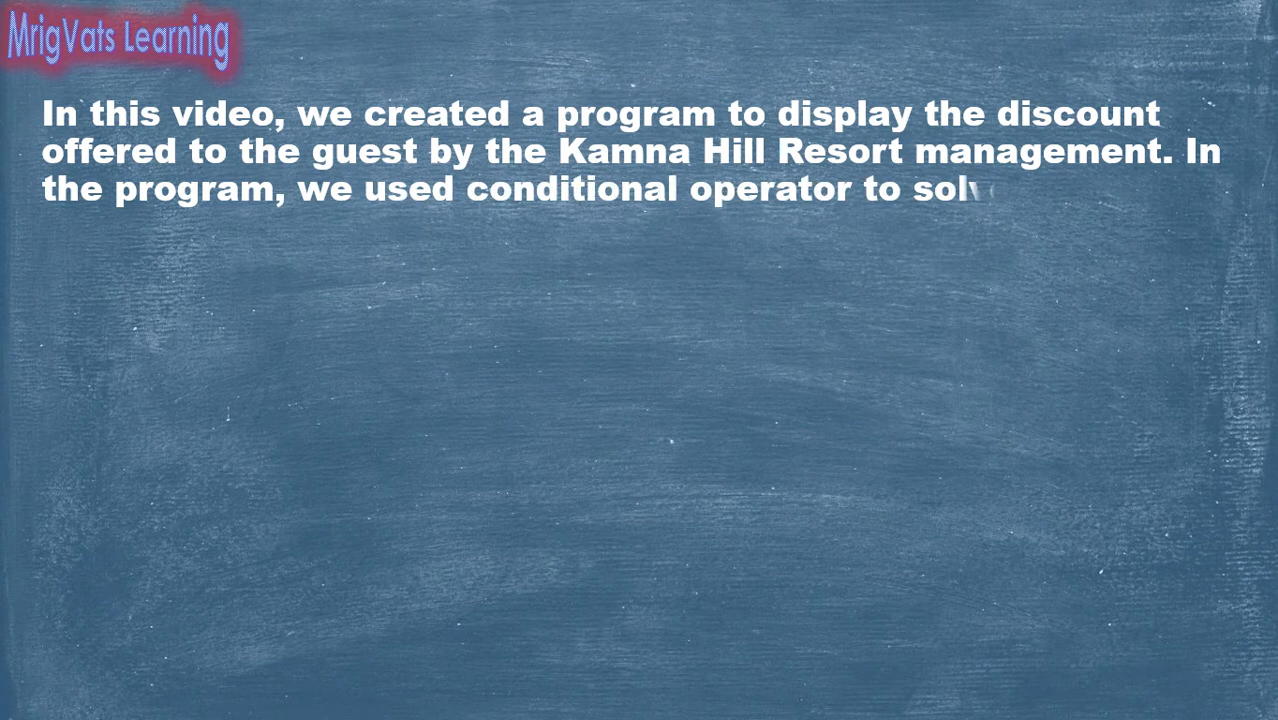 MrigVats Learning
In this video, we created a program to display the discount
offered to the guest by the Kamna Hill Resort management. In
the program, we used conditional operator to